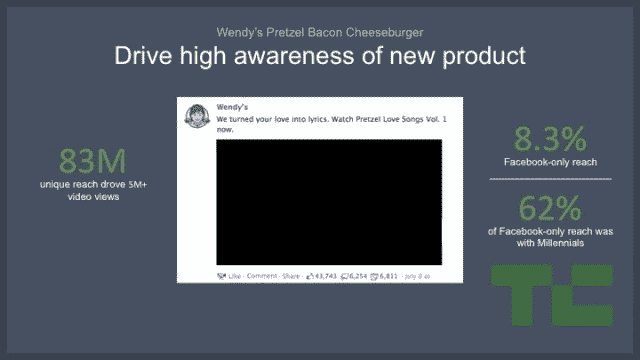 Wendy's Pretzel Bacon Cheeseburger
Drive high awareness of new product
83M
unique reach drove 5M+
video views
Wendy's
We turned your love into lyrics. Watch Pretzel Love Songs Vol. 1
now.
Like · Comment · Share · 43,743 6,254 6,811 · July 8
8.3%
Facebook-only reach
62%
of Facebook-only reach was
with Millennials
TC